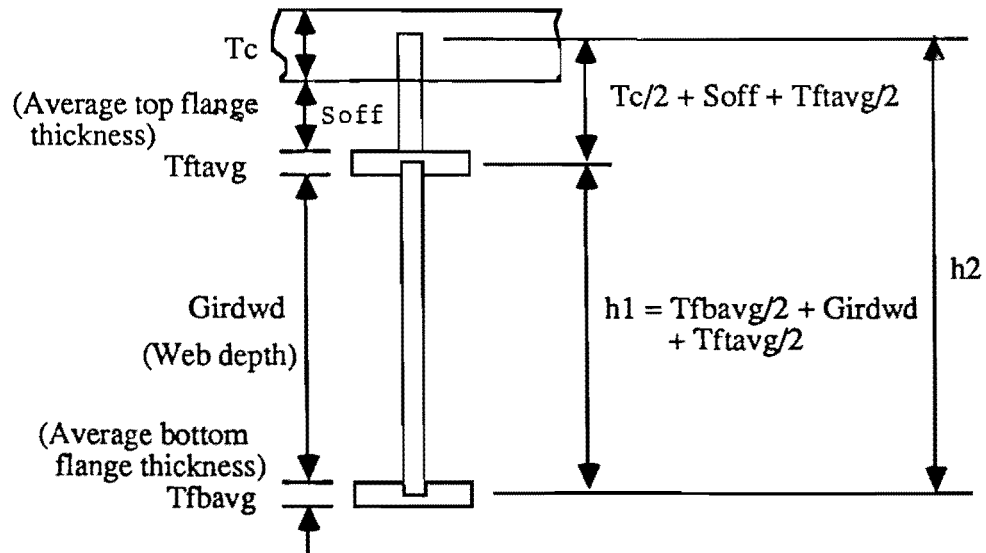 Tc
(Average top flange
thickness)
Soff
Tftavg
Tc/2 + Soff + Tftavg/2
Girdwd
(Web depth)
h1 = Tfbavg/2 + Girdwd
+ Tftavg/2
h2
(Average bottom
flange thickness)
Tfbavg